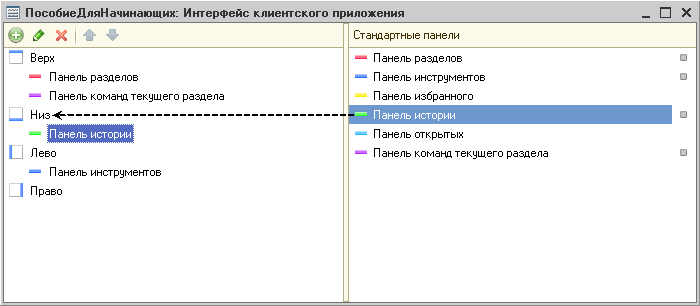 ПособиеДляНачинающих: Интерфейс клиентского приложения
Верх
Панель разделов
Панель команд текущего раздела
Низ
Панель истории
Лево
Панель инструментов
Право
Стандартные панели
Панель разделов
Панель инструментов
Панель избранного
Панель истории
Панель открытых
Панель команд текущего раздела